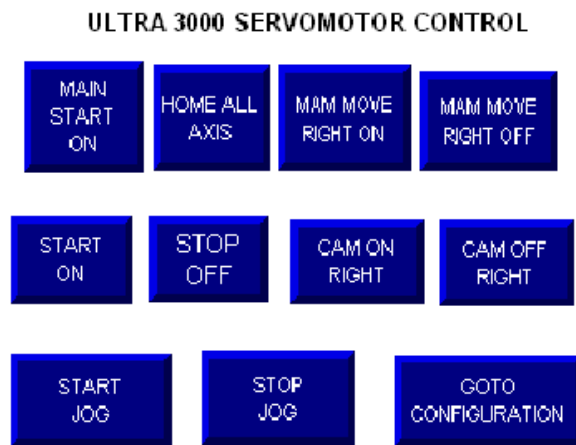 ULTRA 3000 SERVOMOTOR CONTROL
MAIN
START
ON
HOME ALL
AXIS
MAM MOVE
RIGHT ON
MAM MOVE
RIGHT OFF
START
ON
STOP
OFF
CAM ON
RIGHT
CAM OFF
RIGHT
START
JOG
STOP
JOG
GOTO
CONFIGURATION